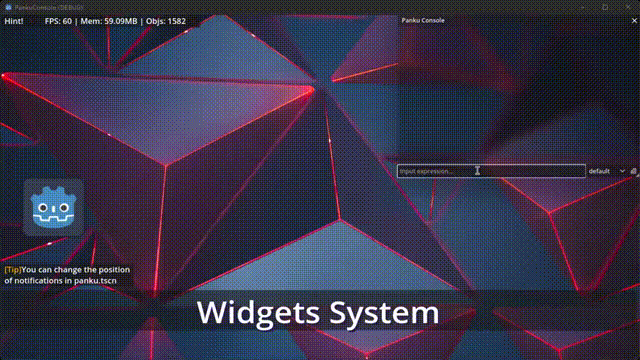 PankuConsole (DEBUG)
Hint!
FPS: 60 | Mem: 59.09MB | Objs: 1582
Panku Console
Input expression...
default
[Tip]You can change the position
of notifications in panku.tscn
Widgets System